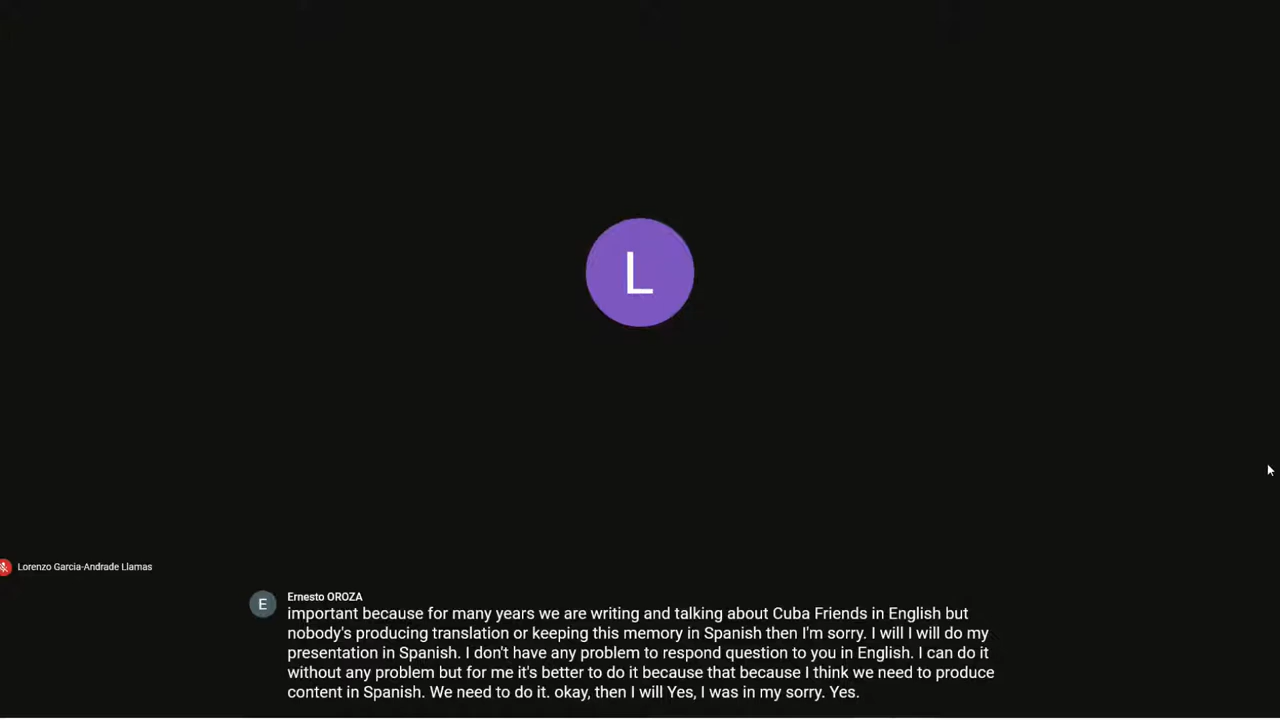 L
Lorenzo Garcia-Andrade Llamas
E
Ernesto OROZA
important because for many years we are writing and talking about Cuba Friends in English but
nobody's producing translation or keeping this memory in Spanish then I'm sorry. I will I will do my
presentation in Spanish. I don't have any problem to respond question to you in English. I can do it
without any problem but for me it's better to do it because that because I think we need to produce
content in Spanish. We need to do it. okay, then I will Yes, I was in my sorry. Yes.